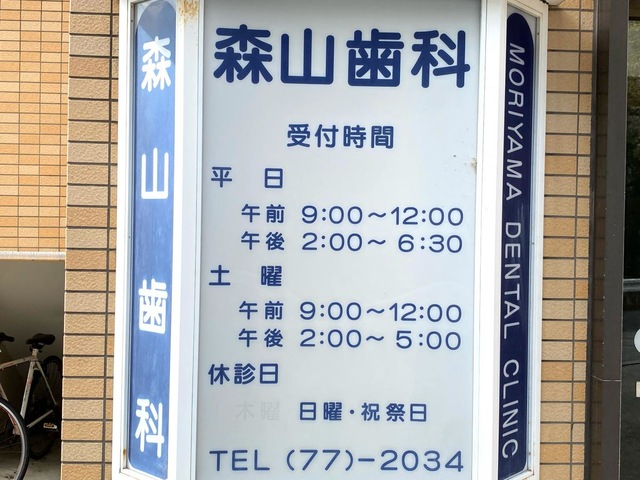 森山歯科
森山歯科
受付時間
平日
午前 9:00～12:00
午後 2:00～ 6:30
土曜
午前 9:00～12:00
午後 2:00～ 5:00
休診日
木曜 日曜・祝祭日
TEL (77)-2034
MORIYAMA DENTAL CLINIC